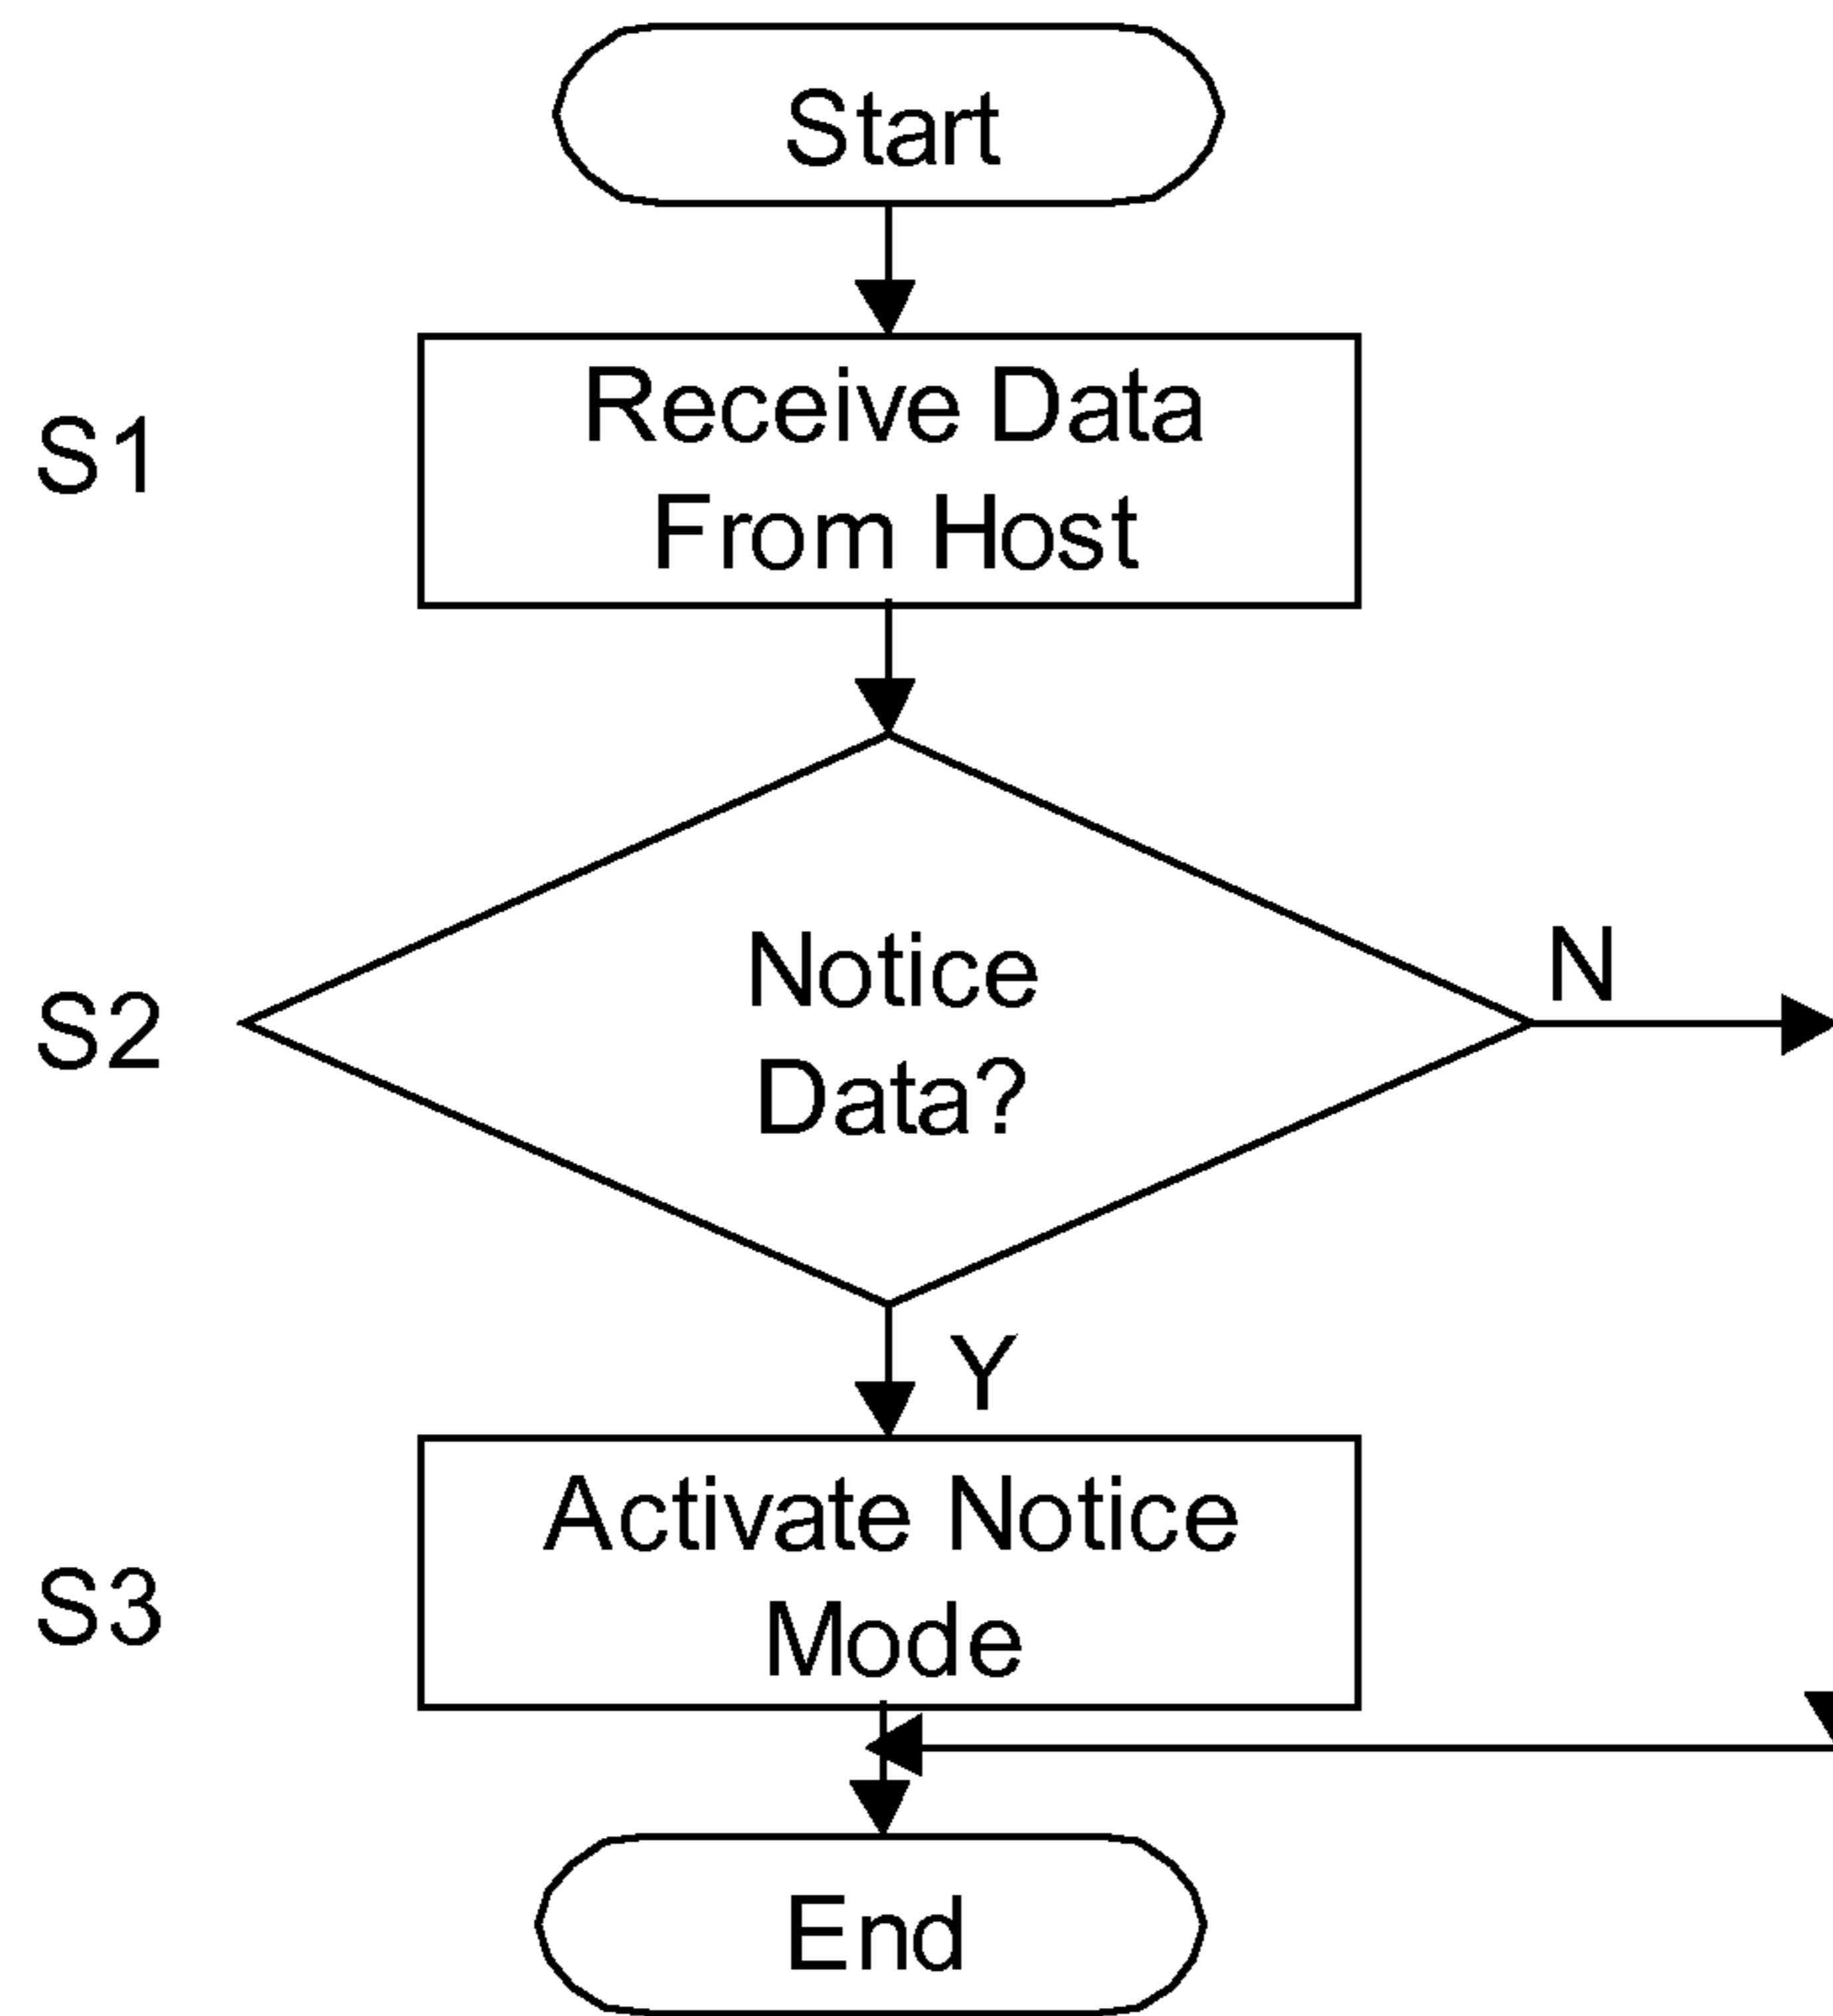 Start
S1
Receive Data
From Host
S2
Notice
Data?
N
Y
S3
Activate Notice
Mode
End